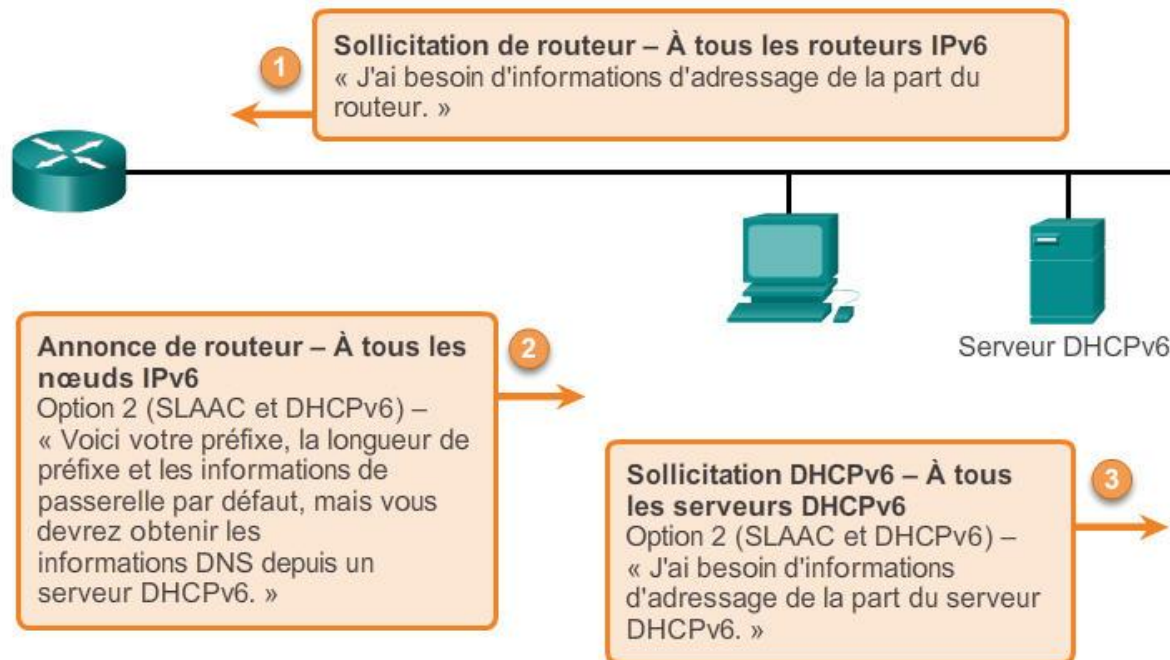 1
Sollicitation de routeur – À tous les routeurs IPv6
« J'ai besoin d'informations d'adressage de la part du
routeur. »
Serveur DHCPv6
2
Annonce de routeur – À tous les
nœuds IPv6
Option 2 (SLAAC et DHCPv6) –
« Voici votre préfixe, la longueur de
préfixe et les informations de
passerelle par défaut, mais vous
devrez obtenir les
informations DNS depuis un
serveur DHCPv6. »
3
Sollicitation DHCPv6 – À tous
les serveurs DHCPv6
Option 2 (SLAAC et DHCPv6) –
« J'ai besoin d'informations
d'adressage de la part du serveur
DHCPv6. »